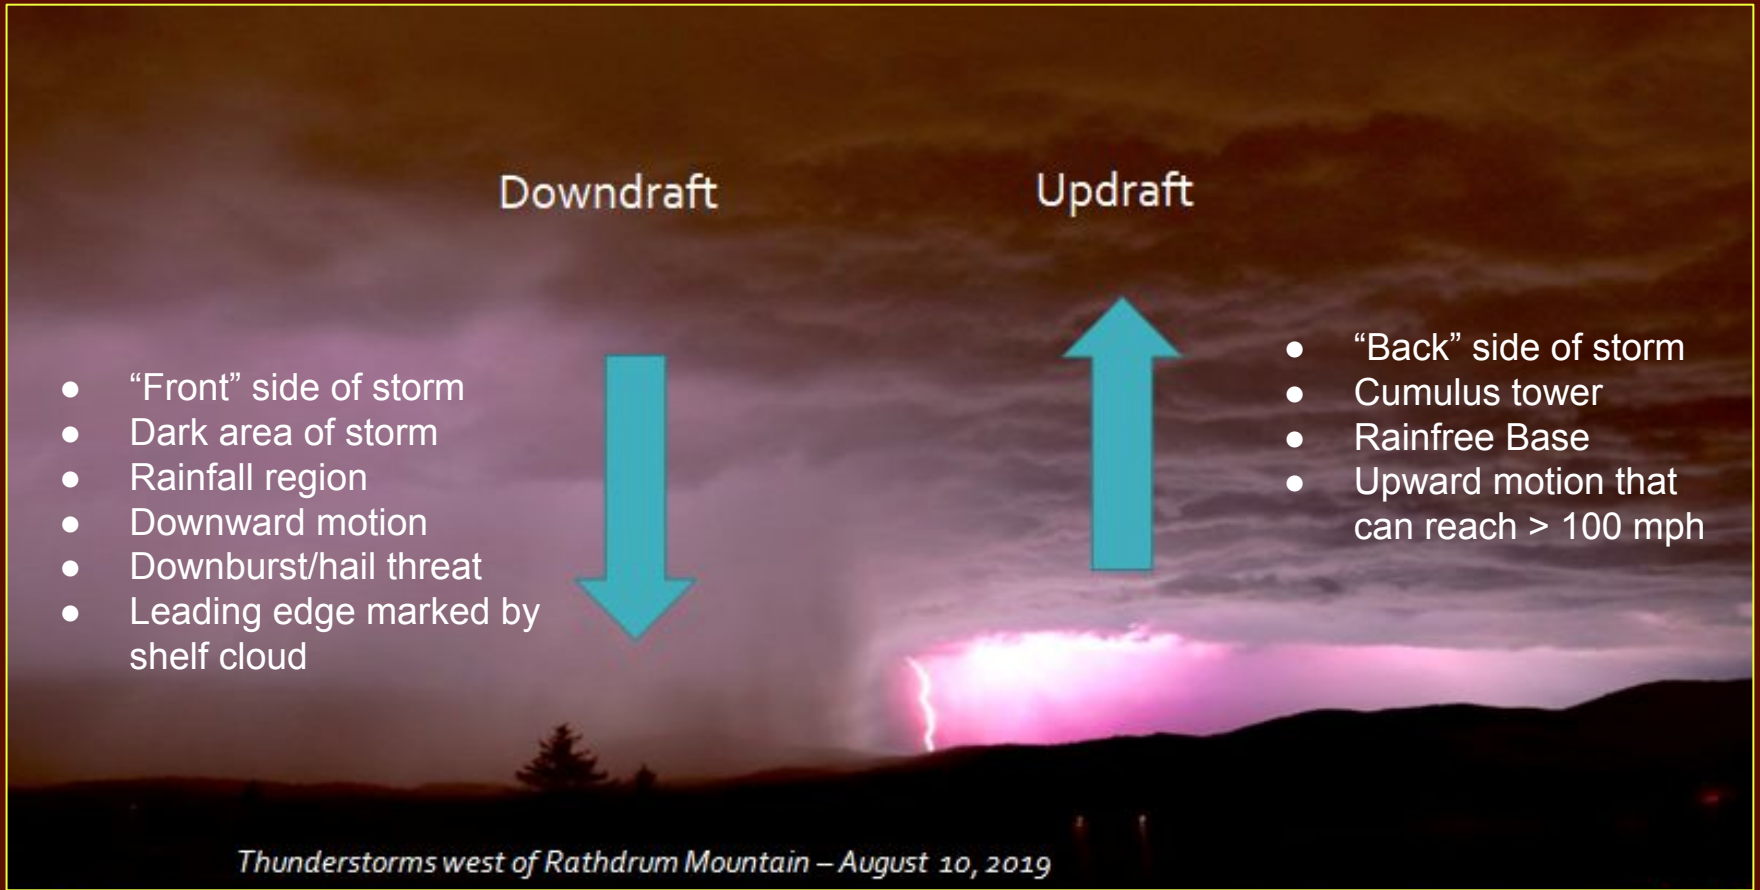 Downdraft
Updraft
● “Front” side of storm
● Dark area of storm
● Rainfall region
● Downward motion
● Downburst/hail threat
● Leading edge marked by
shelf cloud
● “Back” side of storm
● Cumulus tower
● Rainfree Base
● Upward motion that
can reach > 100 mph
Thunderstorms west of Rathdrum Mountain – August 10, 2019